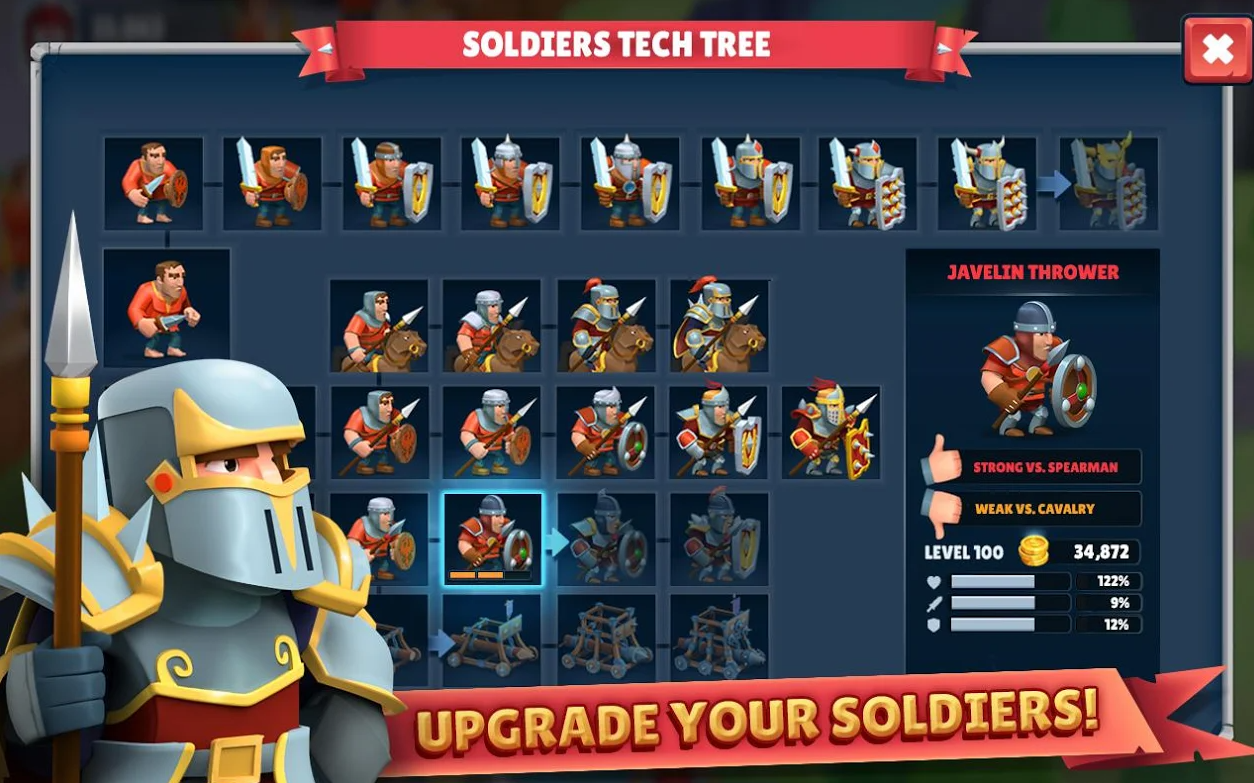 SOLDIERS TECH TREE
JAVELIN THROWER
STRONG VS. SPEARMAN
WEAK VS. CAVALRY
LEVEL 100 34,872
122%
9%
12%
UPGRADE YOUR SOLDIERS!